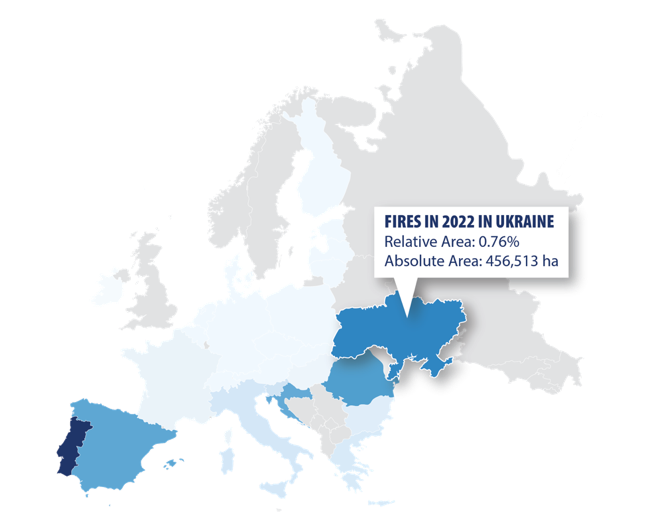 FIRES IN 2022 IN UKRAINE
Relative Area: 0.76%
Absolute Area: 456,513 ha